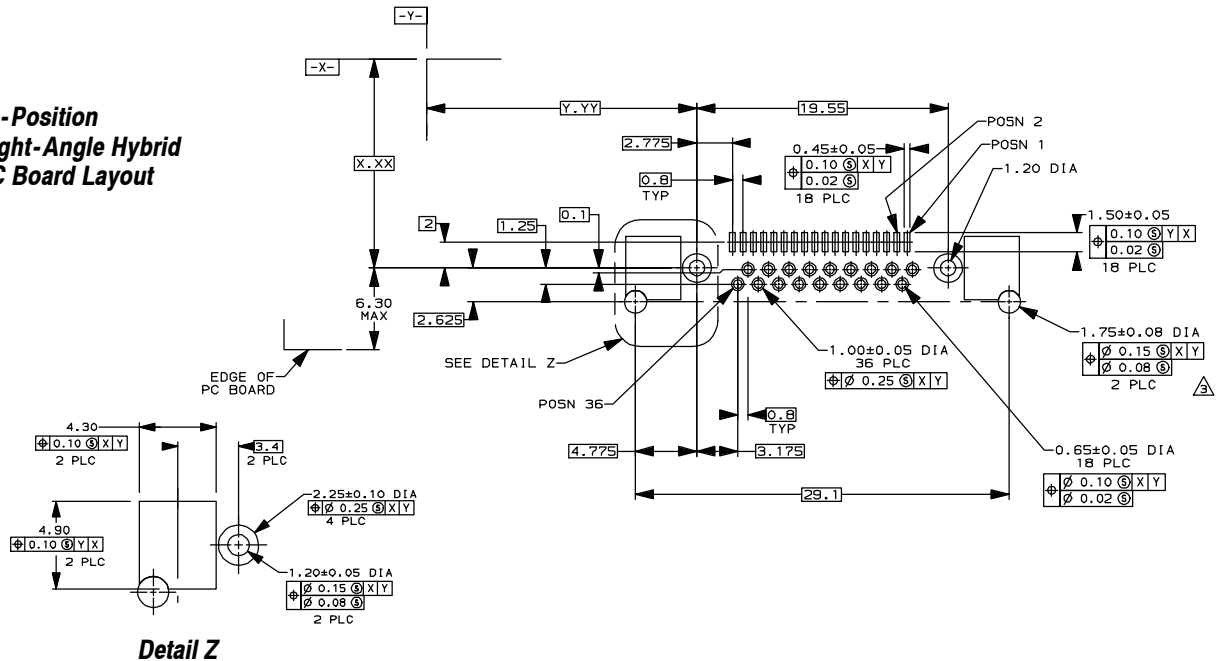 -Y-
-X-
-Position
ght-Angle Hybrid
C Board Layout
Y.YY
19.55
X.XX
2.775
0.45±0.05
⌖ 0.10 Ⓢ X Y
0.02 Ⓢ
18 PLC
POSN 2
POSN 1
1.20 DIA
0.8
TYP
2
1.25
0.1
1.50±0.05
⌖ 0.10 Ⓢ Y X
0.02 Ⓢ
18 PLC
6.30
MAX
2.625
SEE DETAIL Z
EDGE OF
PC BOARD
1.00±0.05 DIA
36 PLC
⌖ Ø 0.25 Ⓢ X Y
1.75±0.08 DIA
⌖ Ø 0.15 Ⓢ X Y
Ø 0.08 Ⓢ
2 PLC
3
POSN 36
0.8
TYP
4.775
3.175
0.65±0.05 DIA
18 PLC
⌖ Ø 0.10 Ⓢ X Y
Ø 0.02 Ⓢ
29.1
4.30
⌖ 0.10 Ⓢ X Y
2 PLC
3.4
2 PLC
2.25±0.10 DIA
⌖ Ø 0.25 Ⓢ X Y
4 PLC
4.90
⌖ 0.10 Ⓢ Y X
2 PLC
1.20±0.05 DIA
⌖ Ø 0.15 Ⓢ X Y
Ø 0.08 Ⓢ
2 PLC
Detail Z